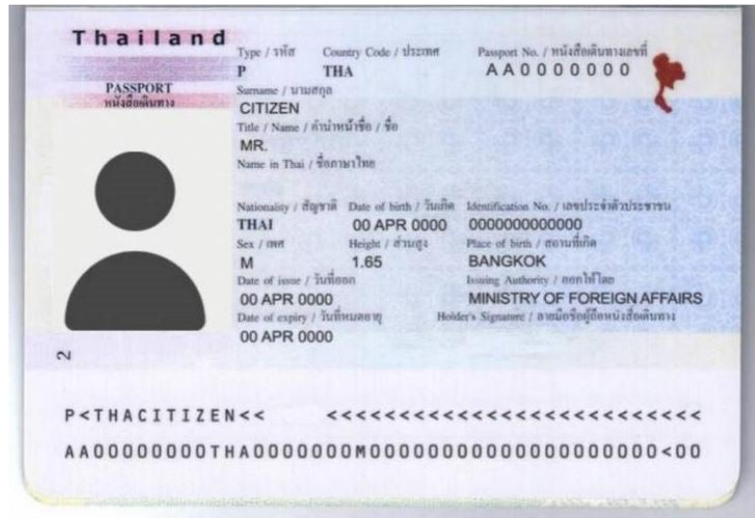 Thailand
Type / รหัส Country Code / ประเทศ Passport No. / หนังสือเดินทางเลขที่
P THA AA0000000
PASSPORT
หนังสือเดินทาง
Surname / นามสกุล
CITIZEN
Title / Name / คำนำหน้าชื่อ / ชื่อ
MR.
Name in Thai / ชื่อภาษาไทย
Nationality / สัญชาติ Date of birth / วันเกิด Identification No. / เลขประจำตัวประชาชน
THAI 00 APR 0000 0000000000000
Sex / เพศ Height / ส่วนสูง Place of birth / สถานที่เกิด
M 1.65 BANGKOK
Date of issue / วันที่ออก Issuing Authority / ออกให้โดย
00 APR 0000 MINISTRY OF FOREIGN AFFAIRS
Date of expiry / วันที่หมดอายุ Holder's Signature / ลายมือชื่อผู้ถือหนังสือเดินทาง
00 APR 0000
2
P<THACITIZEN<< <<<<<<<<<<<<<<<<<<<<<<<<<<
AA00000000THA0000000M0000000000000000000000<00